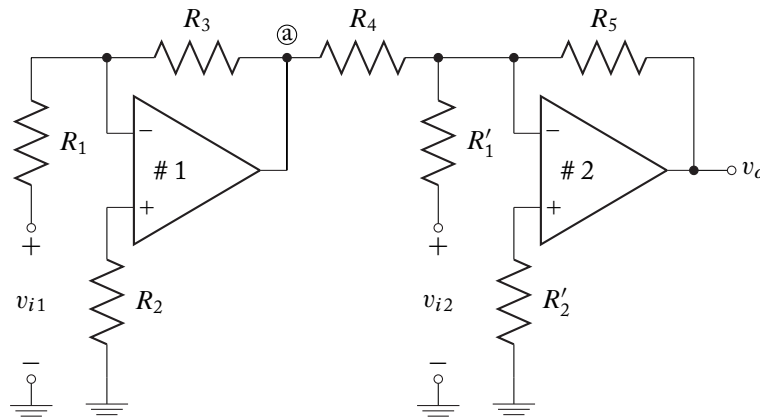 R3 ⓐ R4 R5
R1 − # 1 R′1 − # 2 vo
+ +
+ +
vi1 R2 vi2 R′2
− −